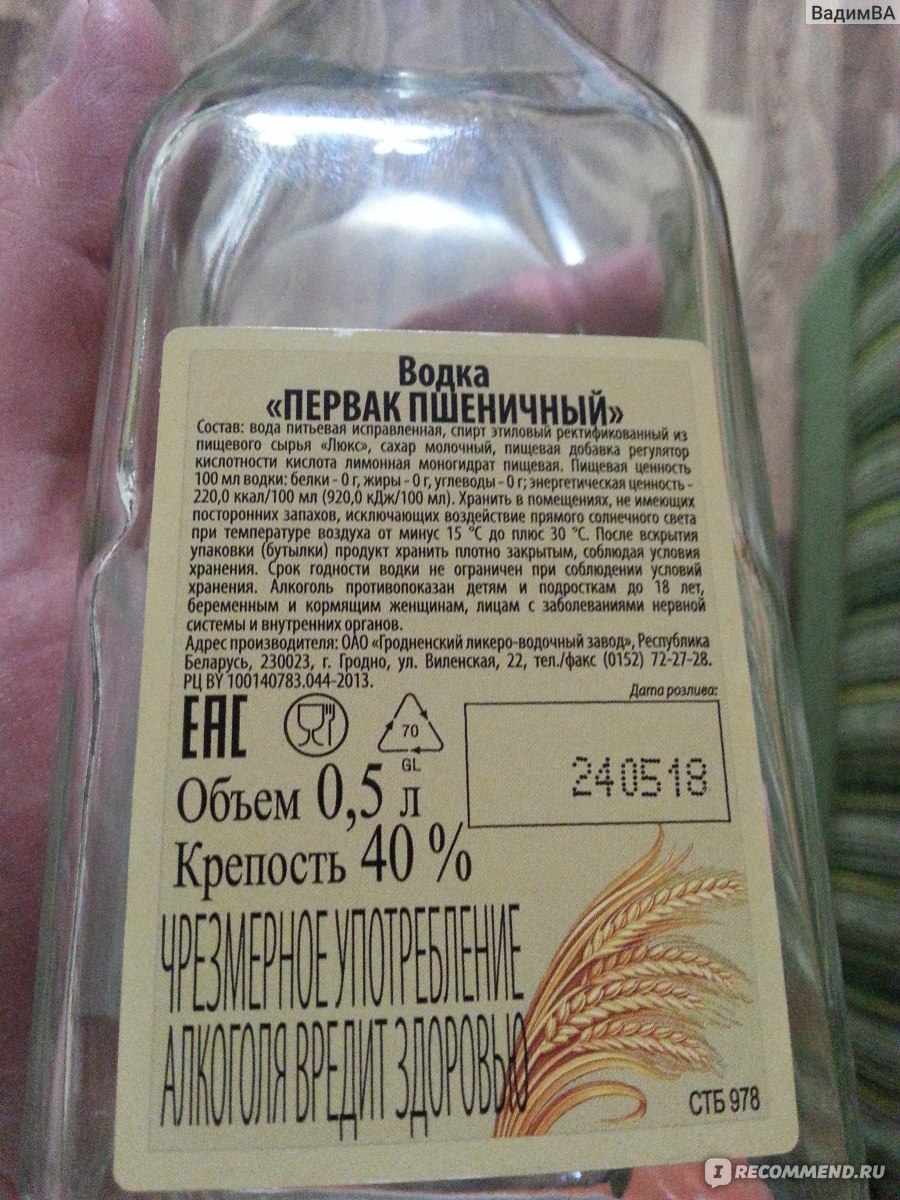 ВадимВА
Водка
«ПЕРВАК ПШЕНИЧНЫЙ»
Состав: вода питьевая исправленная, спирт этиловый ректификованный из
пищевого сырья «Люкс», сахар молочный, пищевая добавка регулятор
кислотности кислота лимонная моногидрат пищевая. Пищевая ценность
100 мл водки: белки - 0 г, жиры - 0 г, углеводы - 0 г; энергетическая ценность -
220,0 ккал/100 мл (920,0 кДж/100 мл). Хранить в помещениях, не имеющих
посторонних запахов, исключающих воздействие прямого солнечного света
при температуре воздуха от минус 15 °С до плюс 30 °С. После вскрытия
упаковки (бутылки) продукт хранить плотно закрытым, соблюдая условия
хранения. Срок годности водки не ограничен при соблюдении условий
хранения. Алкоголь противопоказан детям и подросткам до 18 лет,
беременным и кормящим женщинам, лицам с заболеваниями нервной
системы и внутренних органов.
Адрес производителя: ОАО «Гродненский ликеро-водочный завод», Республика
Беларусь, 230023, г. Гродно, ул. Виленская, 22, тел./факс (0152) 72-27-28.
РЦ BY 100140783.044-2013.
Дата розлива:
ЕАС
70
GL
240518
Объем 0,5 л
Крепость 40 %
ЧРЕЗМЕРНОЕ УПОТРЕБЛЕНИЕ
АЛКОГОЛЯ ВРЕДИТ ЗДОРОВЬЮ
СТБ 978
I RECOMMEND.RU